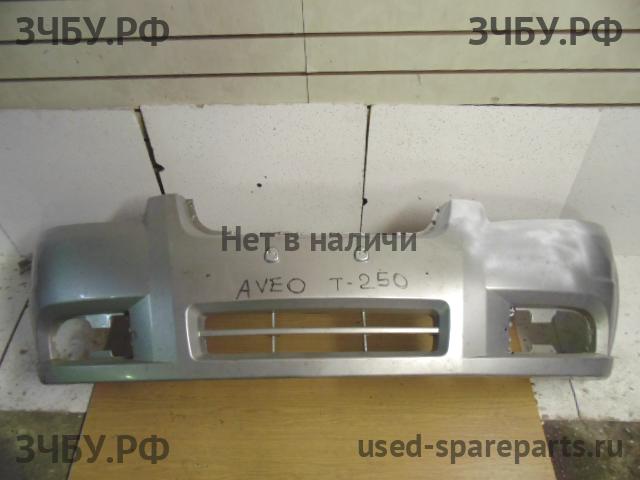 ЗЧБУ.РФ
ЗЧБУ.РФ
Нет в наличи
AVEO T-250
ЗЧБУ.РФ
used-spareparts.ru